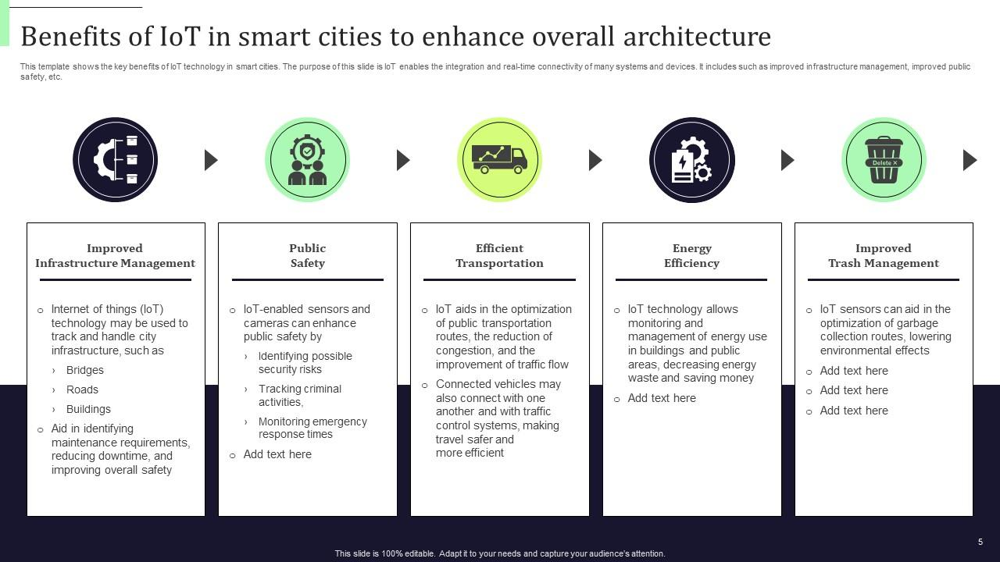 Benefits of IoT in smart cities to enhance overall architecture
This template shows the key benefits of IoT technology in smart cities. The purpose of this slide is IoT enables the integration and real-time connectivity of many systems and devices. It includes such as improved infrastructure management, improved public
safety, etc.
Delete ×
Improved
Infrastructure Management
o Internet of things (IoT)
technology may be used to
track and handle city
infrastructure, such as
› Bridges
› Roads
› Buildings
o Aid in identifying
maintenance requirements,
reducing downtime, and
improving overall safety
Public
Safety
o IoT-enabled sensors and
cameras can enhance
public safety by
› Identifying possible
security risks
› Tracking criminal
activities,
› Monitoring emergency
response times
o Add text here
Efficient
Transportation
o IoT aids in the optimization
of public transportation
routes, the reduction of
congestion, and the
improvement of traffic flow
o Connected vehicles may
also connect with one
another and with traffic
control systems, making
travel safer and
more efficient
Energy
Efficiency
o IoT technology allows
monitoring and
management of energy use
in buildings and public
areas, decreasing energy
waste and saving money
o Add text here
Improved
Trash Management
o IoT sensors can aid in the
optimization of garbage
collection routes, lowering
environmental effects
o Add text here
o Add text here
o Add text here
5
This slide is 100% editable. Adapt it to your needs and capture your audience's attention.